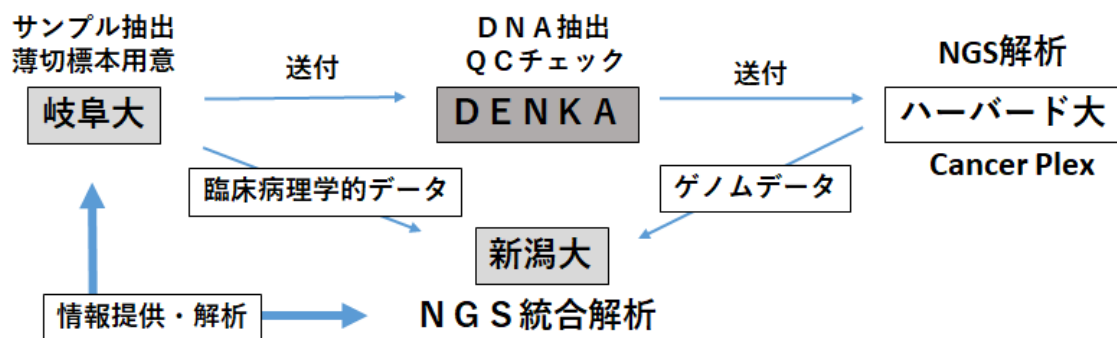 サンプル抽出
薄切標本用意
岐阜大
送付
ＤＮＡ抽出
ＱＣチェック
ＤＥＮＫＡ
送付
NGS解析
ハーバード大
Cancer Plex
臨床病理学的データ
ゲノムデータ
新潟大
ＮＧＳ統合解析
情報提供・解析